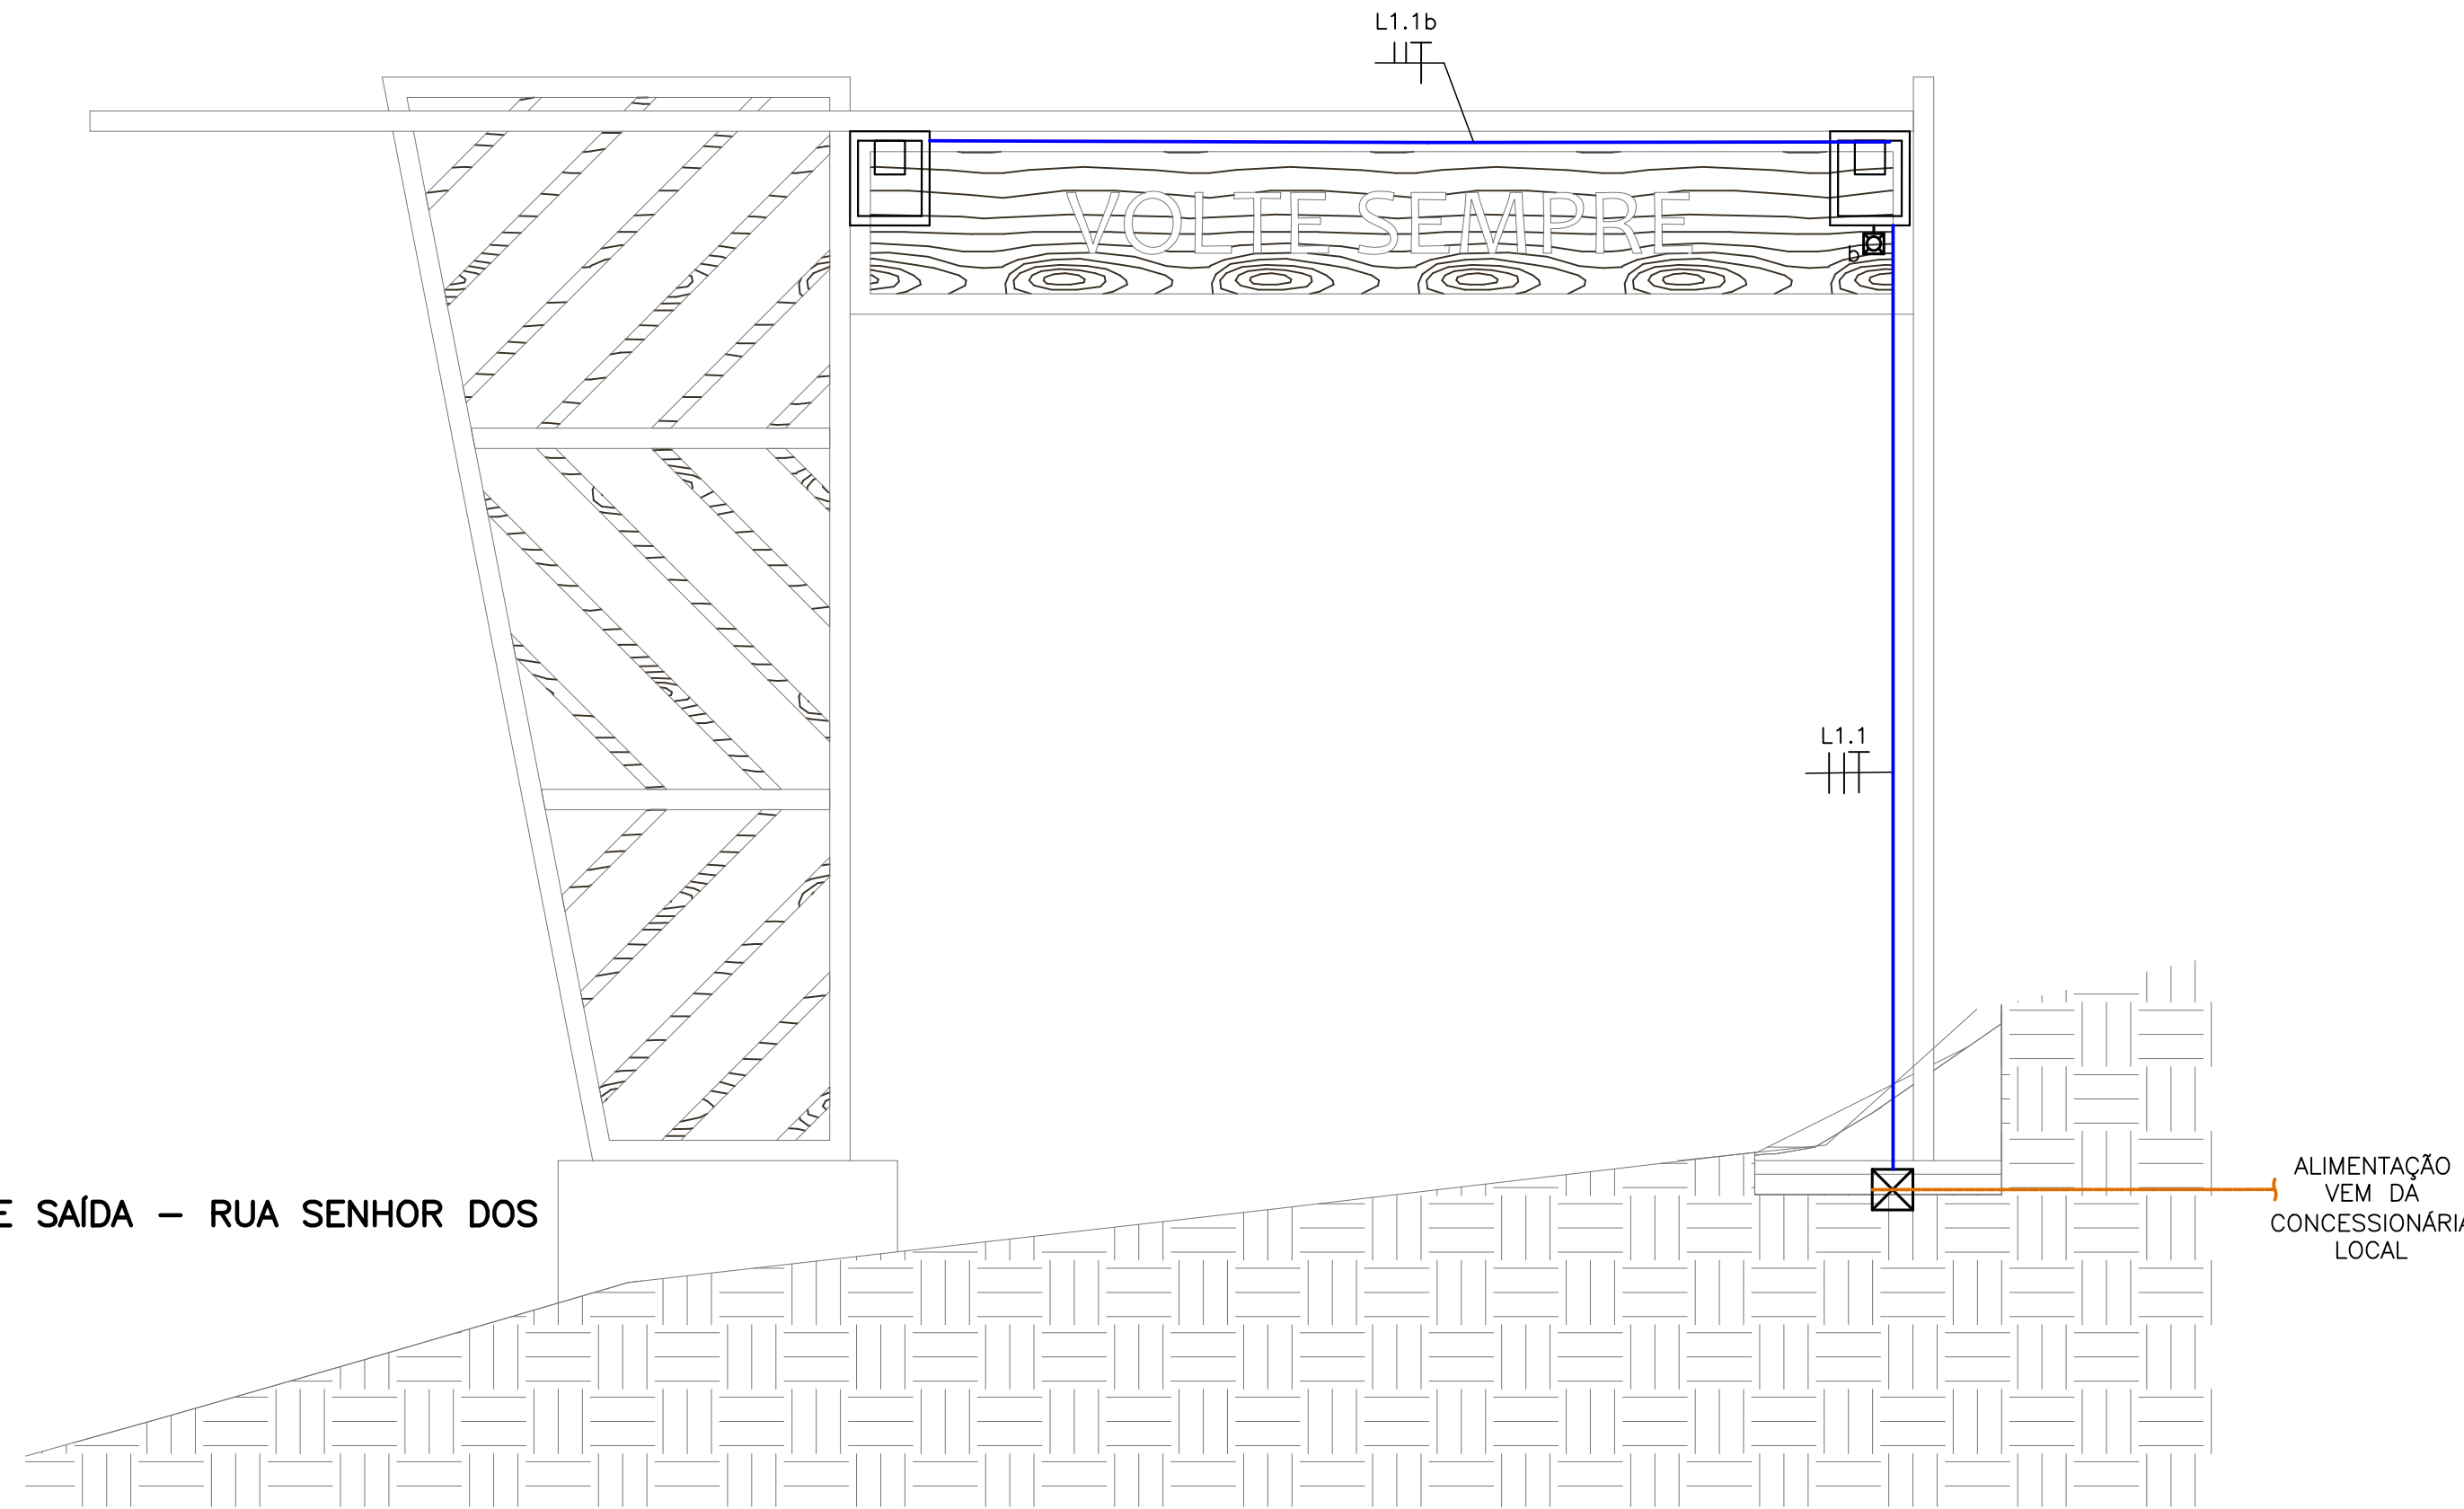 L1.1b
VOLTE SEMPRE
b
L1.1
ALIMENTAÇÃO
VEM DA
CONCESSIONÁRIA
LOCAL
E SAÍDA - RUA SENHOR DOS